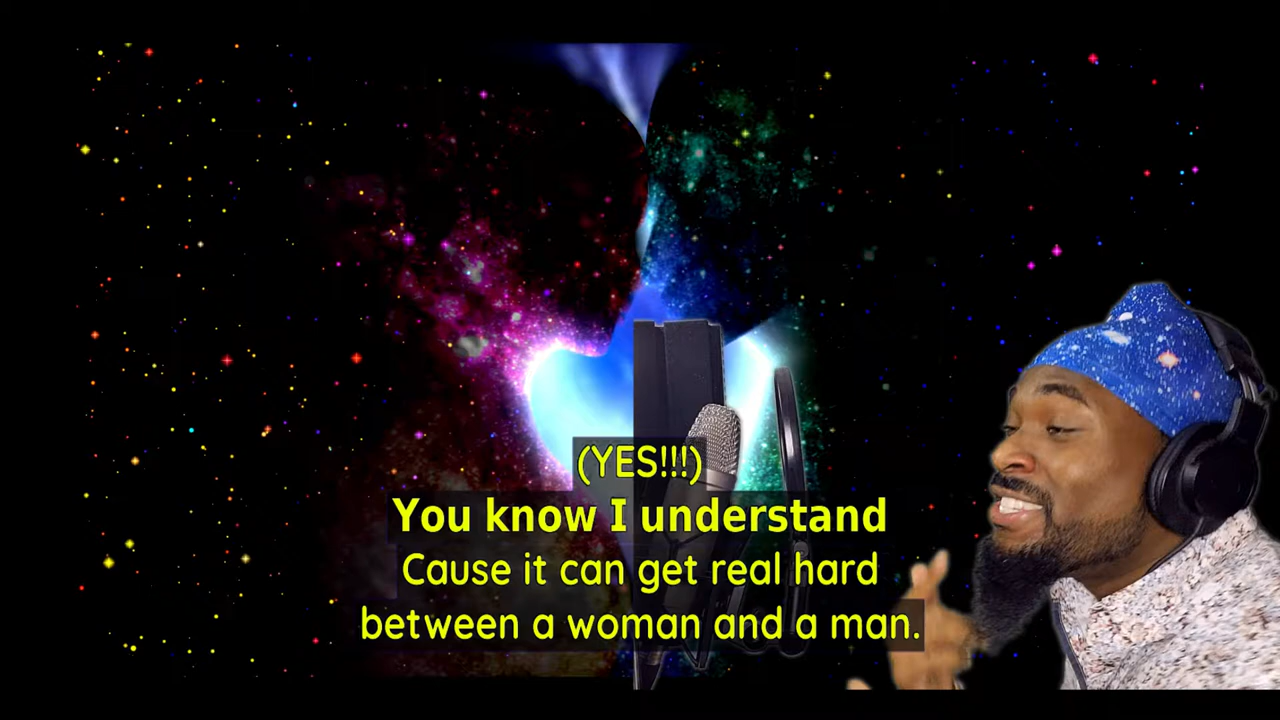 (YES!!!)
You know I understand
Cause it can get real hard
between a woman and a man.